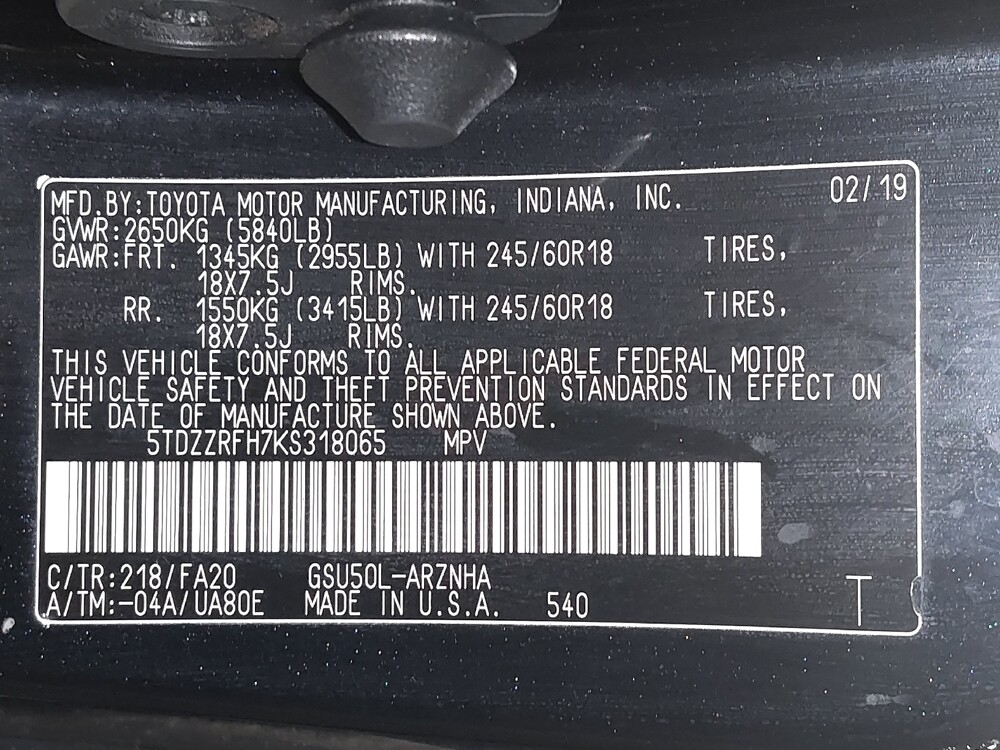 MFD.BY:TOYOTA MOTOR MANUFACTURING, INDIANA, INC. 02/19
GVWR:2650KG (5840LB)
GAWR:FRT. 1345KG (2955LB) WITH 245/60R18 TIRES,
18X7.5J RIMS.
RR. 1550KG (3415LB) WITH 245/60R18 TIRES,
18X7.5J RIMS.
THIS VEHICLE CONFORMS TO ALL APPLICABLE FEDERAL MOTOR
VEHICLE SAFETY AND THEFT PREVENTION STANDARDS IN EFFECT ON
THE DATE OF MANUFACTURE SHOWN ABOVE.
5TDZZRFH7KS318065 MPV
C/TR:218/FA20 GSU50L-ARZNHA
A/TM:-04A/UA80E MADE IN U.S.A. 540 T